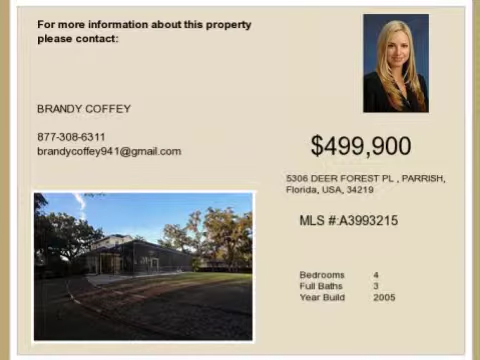 For more information about this property
please contact:
BRANDY COFFEY
877-308-6311
brandycoffey941@gmail.com
$499,900
5306 DEER FOREST PL , PARRISH,
Florida, USA, 34219
MLS #:A3993215
Bedrooms 4
Full Baths 3
Year Build 2005